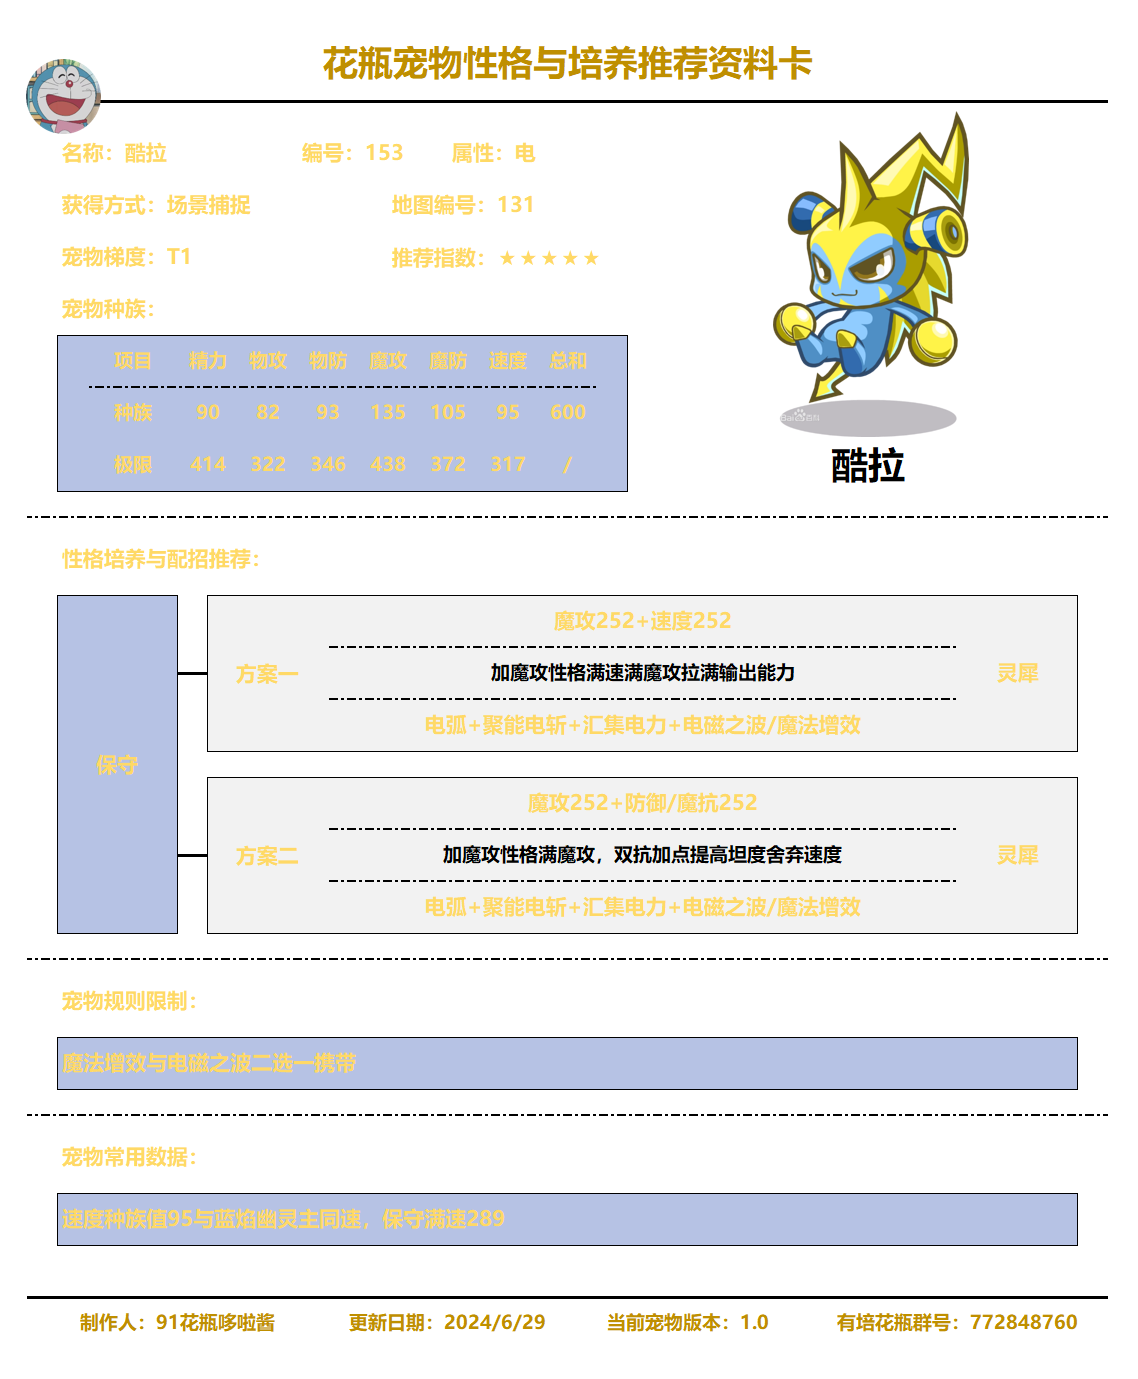 花瓶宠物性格与培养推荐资料卡
名称：酷拉 编号：153 属性：电
获得方式：场景捕捉 地图编号：131
宠物梯度：T1 推荐指数：★★★★★
宠物种族：
项目 精力 物攻 物防 魔攻 魔防 速度 总和
种族 90 82 93 135 105 95 600
极限 414 322 346 438 372 317 /
Bai百科
酷拉
性格培养与配招推荐：
保守
方案一
魔攻252+速度252
加魔攻性格满速满魔攻拉满输出能力
电弧+聚能电斩+汇集电力+电磁之波/魔法增效
灵犀
方案二
魔攻252+防御/魔抗252
加魔攻性格满魔攻，双抗加点提高坦度舍弃速度
电弧+聚能电斩+汇集电力+电磁之波/魔法增效
灵犀
宠物规则限制：
魔法增效与电磁之波二选一携带
宠物常用数据：
速度种族值95与蓝焰幽灵主同速，保守满速289
制作人：91花瓶哆啦酱 更新日期：2024/6/29 当前宠物版本：1.0 有培花瓶群号：772848760